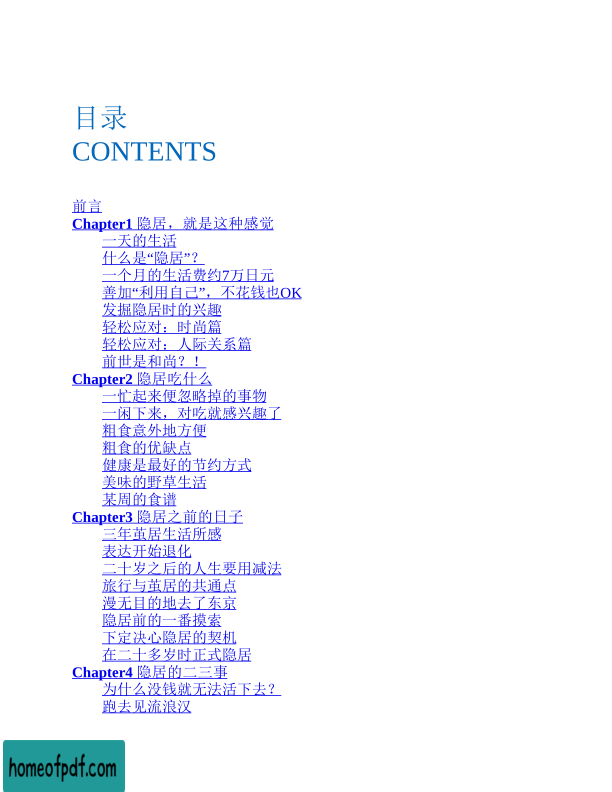 目录
CONTENTS
前言
Chapter1 隐居，就是这种感觉
一天的生活
什么是“隐居”？
一个月的生活费约7万日元
善加“利用自己”，不花钱也OK
发掘隐居时的兴趣
轻松应对：时尚篇
轻松应对：人际关系篇
前世是和尚？！
Chapter2 隐居吃什么
一忙起来便忽略掉的事物
一闲下来，对吃就感兴趣了
粗食意外地方便
粗食的优缺点
健康是最好的节约方式
美味的野草生活
某周的食谱
Chapter3 隐居之前的日子
三年茧居生活所感
表达开始退化
二十岁之后的人生要用减法
旅行与茧居的共通点
漫无目的地去了东京
隐居前的一番摸索
下定决心隐居的契机
在二十多岁时正式隐居
Chapter4 隐居的二三事
为什么没钱就无法活下去？
跑去见流浪汉
homeofpdf.com